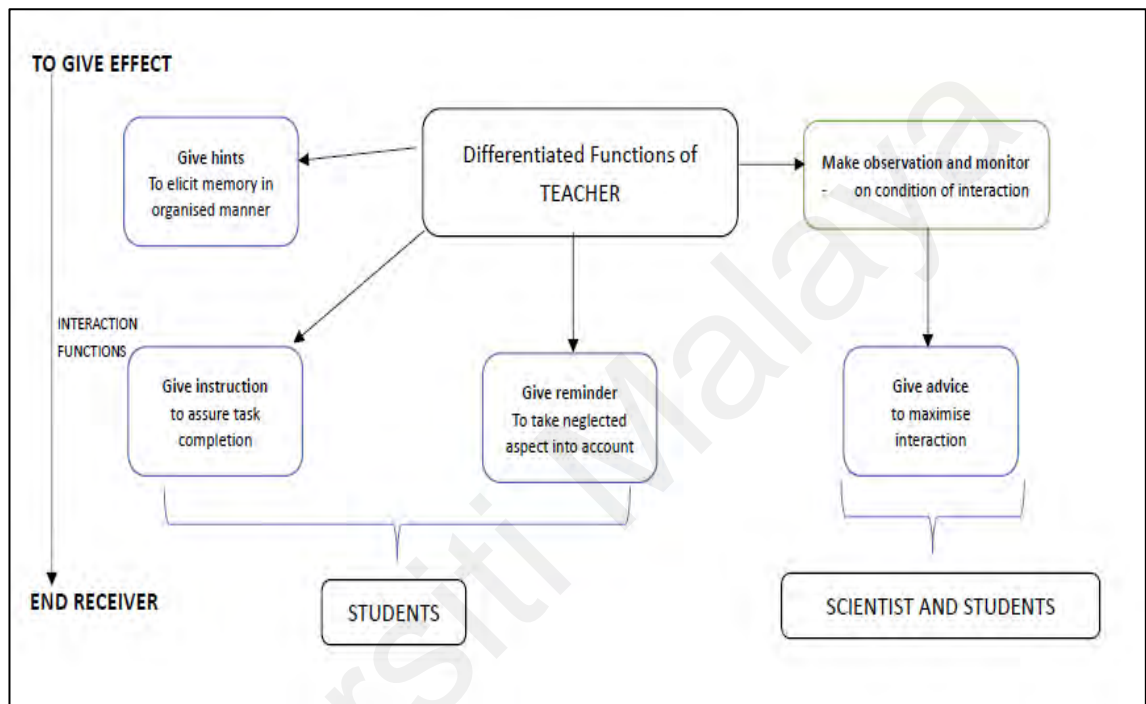 TO GIVE EFFECT
Give hints
To elicit memory in
organised manner
Differentiated Functions of
TEACHER
Make observation and monitor
- on condition of interaction
INTERACTION
FUNCTIONS
Give instruction
to assure task
completion
Give reminder
To take neglected
aspect into account
Give advice
to maximise
interaction
END RECEIVER
STUDENTS
SCIENTIST AND STUDENTS
rsiti Malaya